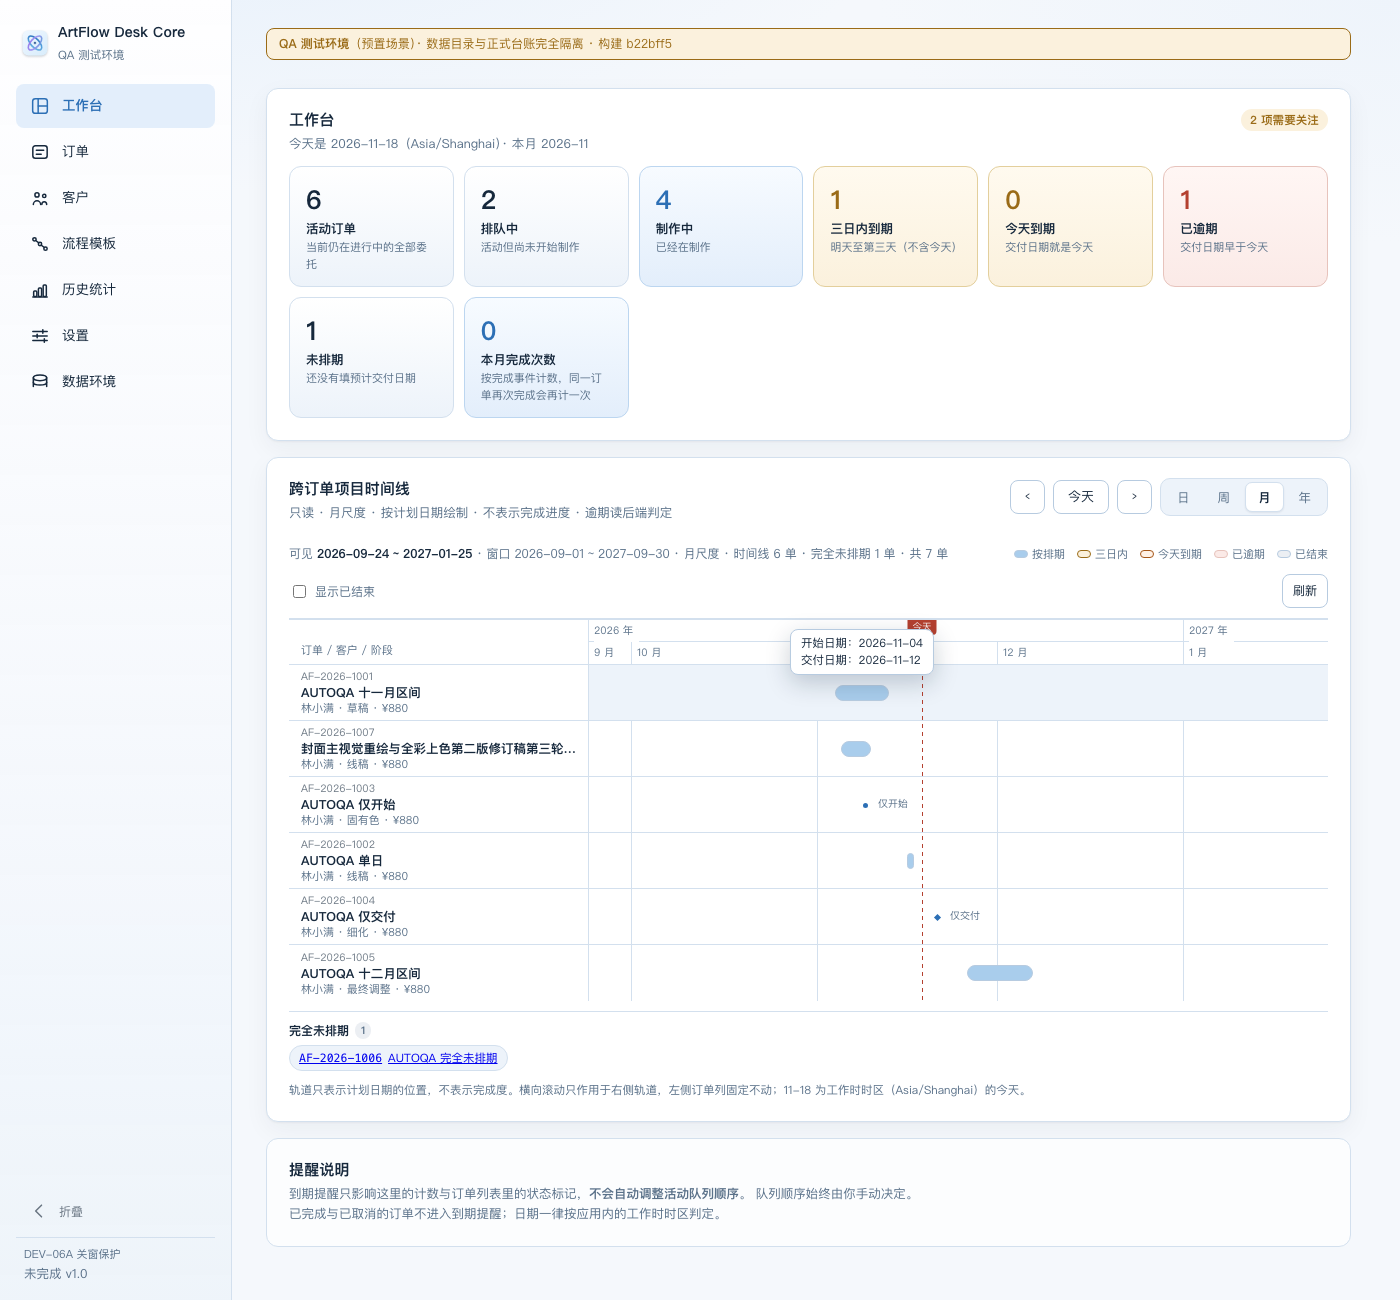 ArtFlow Desk Core
QA 测试环境
工作台
订单
客户
流程模板
历史统计
设置
数据环境
折叠
DEV-06A 关窗保护
未完成 v1.0
QA 测试环境（预置场景）· 数据目录与正式台账完全隔离 · 构建 b22bff5
工作台
2 项需要关注
今天是 2026-11-18（Asia/Shanghai）· 本月 2026-11
6
活动订单
当前仍在进行中的全部委
托
2
排队中
活动但尚未开始制作
4
制作中
已经在制作
1
三日内到期
明天至第三天（不含今天）
0
今天到期
交付日期就是今天
1
已逾期
交付日期早于今天
1
未排期
还没有填预计交付日期
0
本月完成次数
按完成事件计数，同一订
单再次完成会再计一次
跨订单项目时间线
只读 · 月尺度 · 按计划日期绘制 · 不表示完成进度 · 逾期读后端判定
‹ 今天 › 日 周 月 年
可见 2026-09-24 ~ 2027-01-25 · 窗口 2026-09-01 ~ 2027-09-30 · 月尺度 · 时间线 6 单 · 完全未排期 1 单 · 共 7 单
按排期 三日内 今天到期 已逾期 已结束
显示已结束
刷新
订单 / 客户 / 阶段
2026 年
今天
2027 年
9 月
10 月
12 月
1 月
开始日期：2026-11-04
交付日期：2026-11-12
AF-2026-1001
AUTOQA 十一月区间
林小满 · 草稿 · ¥880
AF-2026-1007
封面主视觉重绘与全彩上色第二版修订稿第三轮…
林小满 · 线稿 · ¥880
AF-2026-1003
AUTOQA 仅开始
林小满 · 固有色 · ¥880
仅开始
AF-2026-1002
AUTOQA 单日
林小满 · 线稿 · ¥880
AF-2026-1004
AUTOQA 仅交付
林小满 · 细化 · ¥880
仅交付
AF-2026-1005
AUTOQA 十二月区间
林小满 · 最终调整 · ¥880
完全未排期 1
AF-2026-1006 AUTOQA 完全未排期
轨道只表示计划日期的位置，不表示完成度。横向滚动只作用于右侧轨道，左侧订单列固定不动；11-18 为工作时时区（Asia/Shanghai）的今天。
提醒说明
到期提醒只影响这里的计数与订单列表里的状态标记，不会自动调整活动队列顺序。 队列顺序始终由你手动决定。
已完成与已取消的订单不进入到期提醒；日期一律按应用内的工作时时区判定。